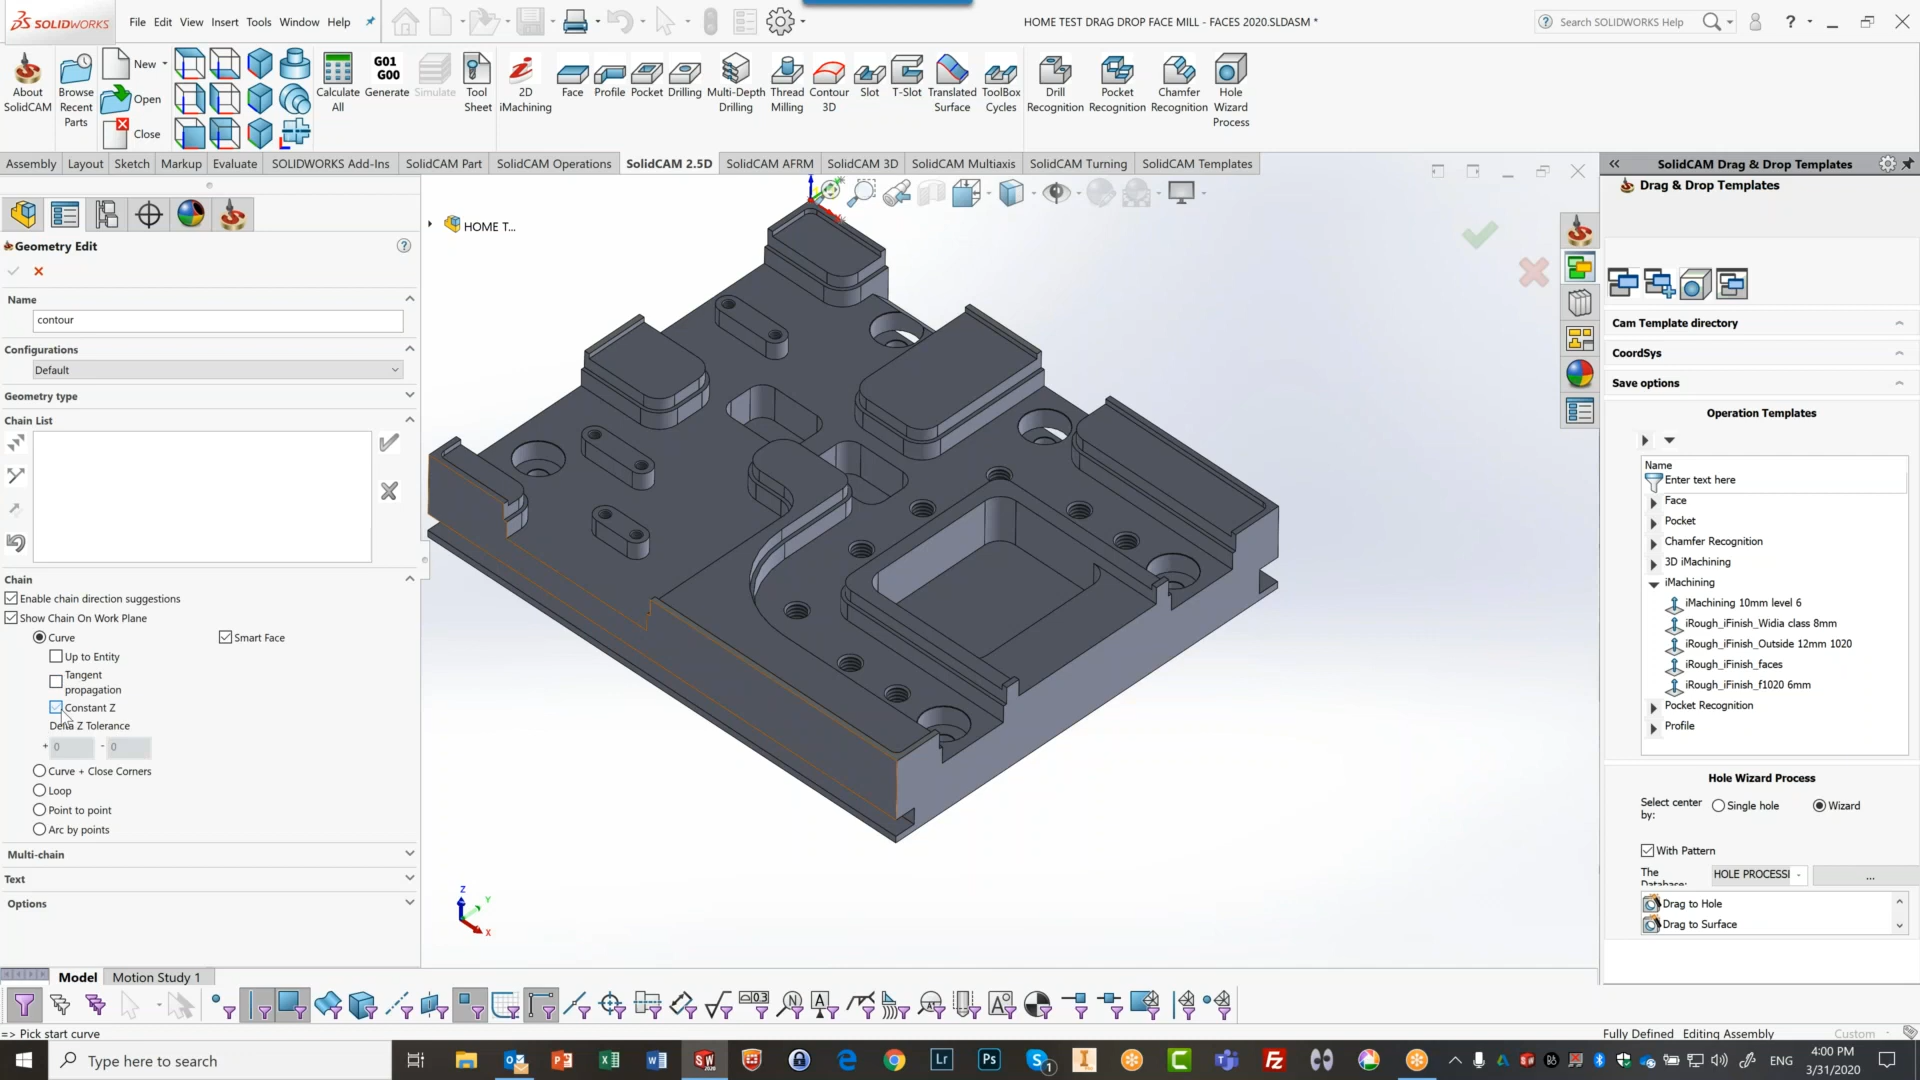 SOLIDWORKS
File Edit View Insert Tools Window Help
HOME TEST DRAG DROP FACE MILL - FACES 2020.SLDASM *
Search SOLIDWORKS Help
About SolidCAM
Browse Recent Parts
New
Open
Close
Calculate All
G01 G00
Generate
Simulate
Tool Sheet
2D iMachining
Face
Profile
Pocket
Drilling
Multi-Depth Drilling
Thread Milling
Contour 3D
Slot
T-Slot
Translated Surface
ToolBox Cycles
Drill Recognition
Pocket Recognition
Chamfer Recognition
Hole Wizard Process
Assembly Layout Sketch Markup Evaluate SOLIDWORKS Add-Ins SolidCAM Part SolidCAM Operations SolidCAM 2.5D SolidCAM AFRM SolidCAM 3D SolidCAM Multiaxis SolidCAM Turning SolidCAM Templates
HOME T...
Geometry Edit
Name
contour
Configurations
Default
Geometry type
Chain List
Chain
Enable chain direction suggestions
Show Chain On Work Plane
Curve
Smart Face
Up to Entity
Tangent propagation
Constant Z
Delta Z Tolerance
+ 0 - 0
Curve + Close Corners
Loop
Point to point
Arc by points
Multi-chain
Text
Options
Z
Y
X
SolidCAM Drag & Drop Templates
Drag & Drop Templates
Cam Template directory
CoordSys
Save options
Operation Templates
Name
Enter text here
Face
Pocket
Chamfer Recognition
3D iMachining
iMachining
iMachining 10mm level 6
iRough_iFinish_Widia class 8mm
iRough_iFinish_Outside 12mm 1020
iRough_iFinish_faces
iRough_iFinish_f1020 6mm
Pocket Recognition
Profile
Hole Wizard Process
Select center by:
Single hole
Wizard
With Pattern
The Database:
HOLE PROCESSI
...
Drag to Hole
Drag to Surface
Model Motion Study 1
=> Pick start curve
Fully Defined Editing Assembly Custom
Type here to search
ENG
4:00 PM
3/31/2020